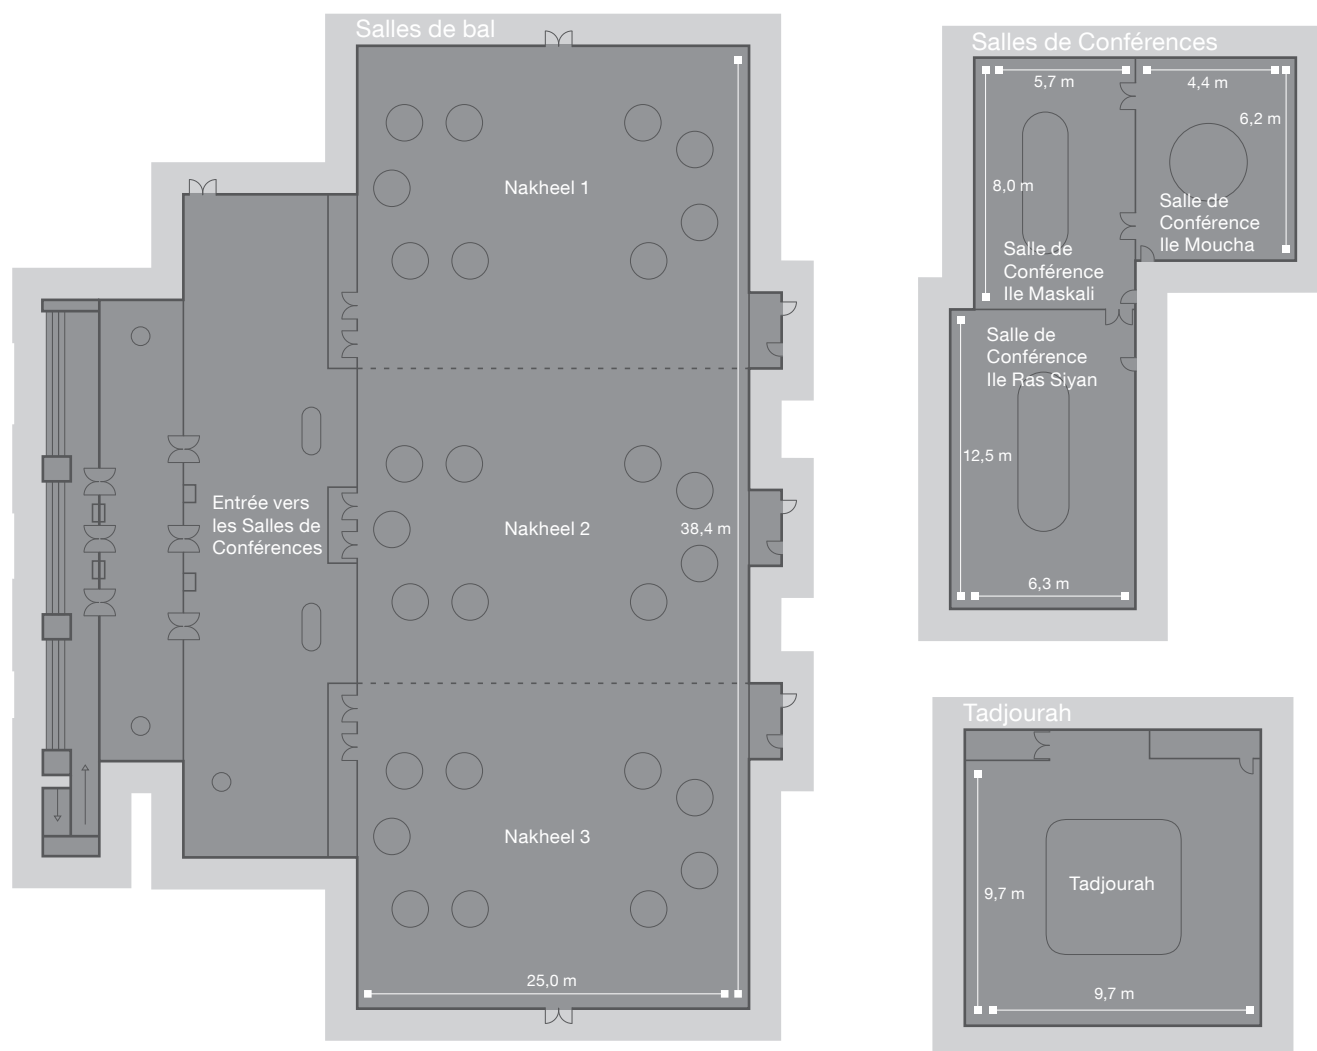 Salles de bal
Nakheel 1
Entrée vers
les Salles de
Conférences
Nakheel 2
38,4 m
Nakheel 3
25,0 m
Salles de Conférences
5,7 m
4,4 m
6,2 m
8,0 m
Salle de
Conférence
Ile Moucha
Salle de
Conférence
Ile Maskali
Salle de
Conférence
Ile Ras Siyan
12,5 m
6,3 m
Tadjourah
Tadjourah
9,7 m
9,7 m